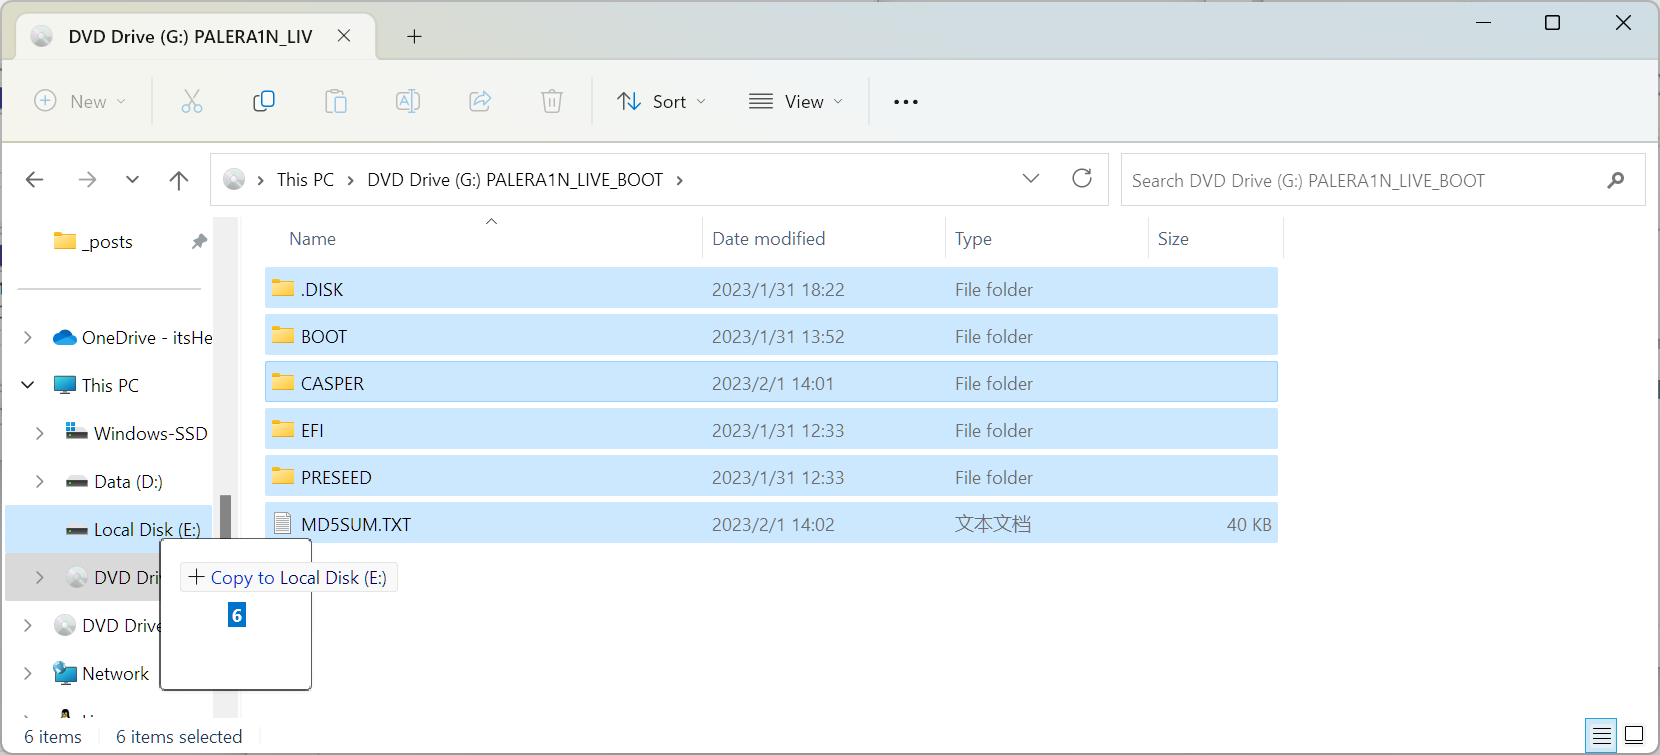 DVD Drive (G:) PALERA1N_LIV
New
Sort
View
This PC
DVD Drive (G:) PALERA1N_LIVE_BOOT
Search DVD Drive (G:) PALERA1N_LIVE_BOOT
_posts
OneDrive - itsHe
This PC
Windows-SSD
Data (D:)
Local Disk (E:)
DVD Dri
DVD Drive
Network
Name Date modified Type Size
.DISK 2023/1/31 18:22 File folder
BOOT 2023/1/31 13:52 File folder
CASPER 2023/2/1 14:01 File folder
EFI 2023/1/31 12:33 File folder
PRESEED 2023/1/31 12:33 File folder
MD5SUM.TXT 2023/2/1 14:02 文本文档 40 KB
Copy to Local Disk (E:)
6
6 items 6 items selected